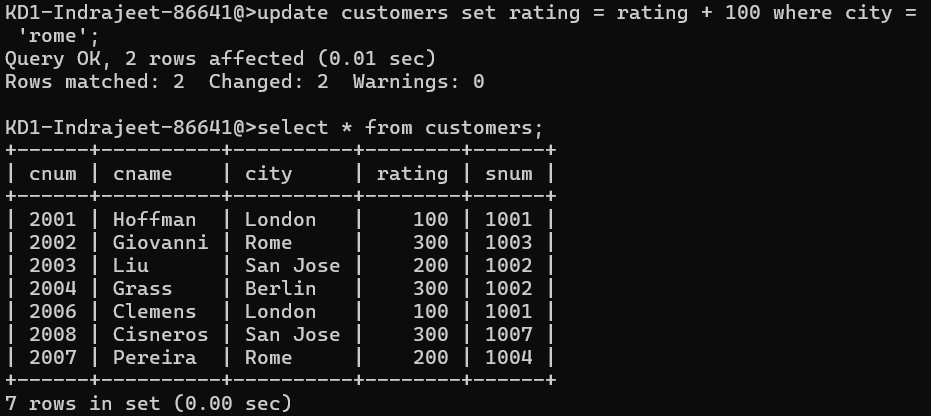 KD1-Indrajeet-86641@>update customers set rating = rating + 100 where city =
 'rome';
Query OK, 2 rows affected (0.01 sec)
Rows matched: 2  Changed: 2  Warnings: 0

KD1-Indrajeet-86641@>select * from customers;
+------+----------+----------+--------+------+
| cnum | cname    | city     | rating | snum |
+------+----------+----------+--------+------+
| 2001 | Hoffman  | London   |    100 | 1001 |
| 2002 | Giovanni | Rome     |    300 | 1003 |
| 2003 | Liu      | San Jose |    200 | 1002 |
| 2004 | Grass    | Berlin   |    300 | 1002 |
| 2006 | Clemens  | London   |    100 | 1001 |
| 2008 | Cisneros | San Jose |    300 | 1007 |
| 2007 | Pereira  | Rome     |    200 | 1004 |
+------+----------+----------+--------+------+
7 rows in set (0.00 sec)